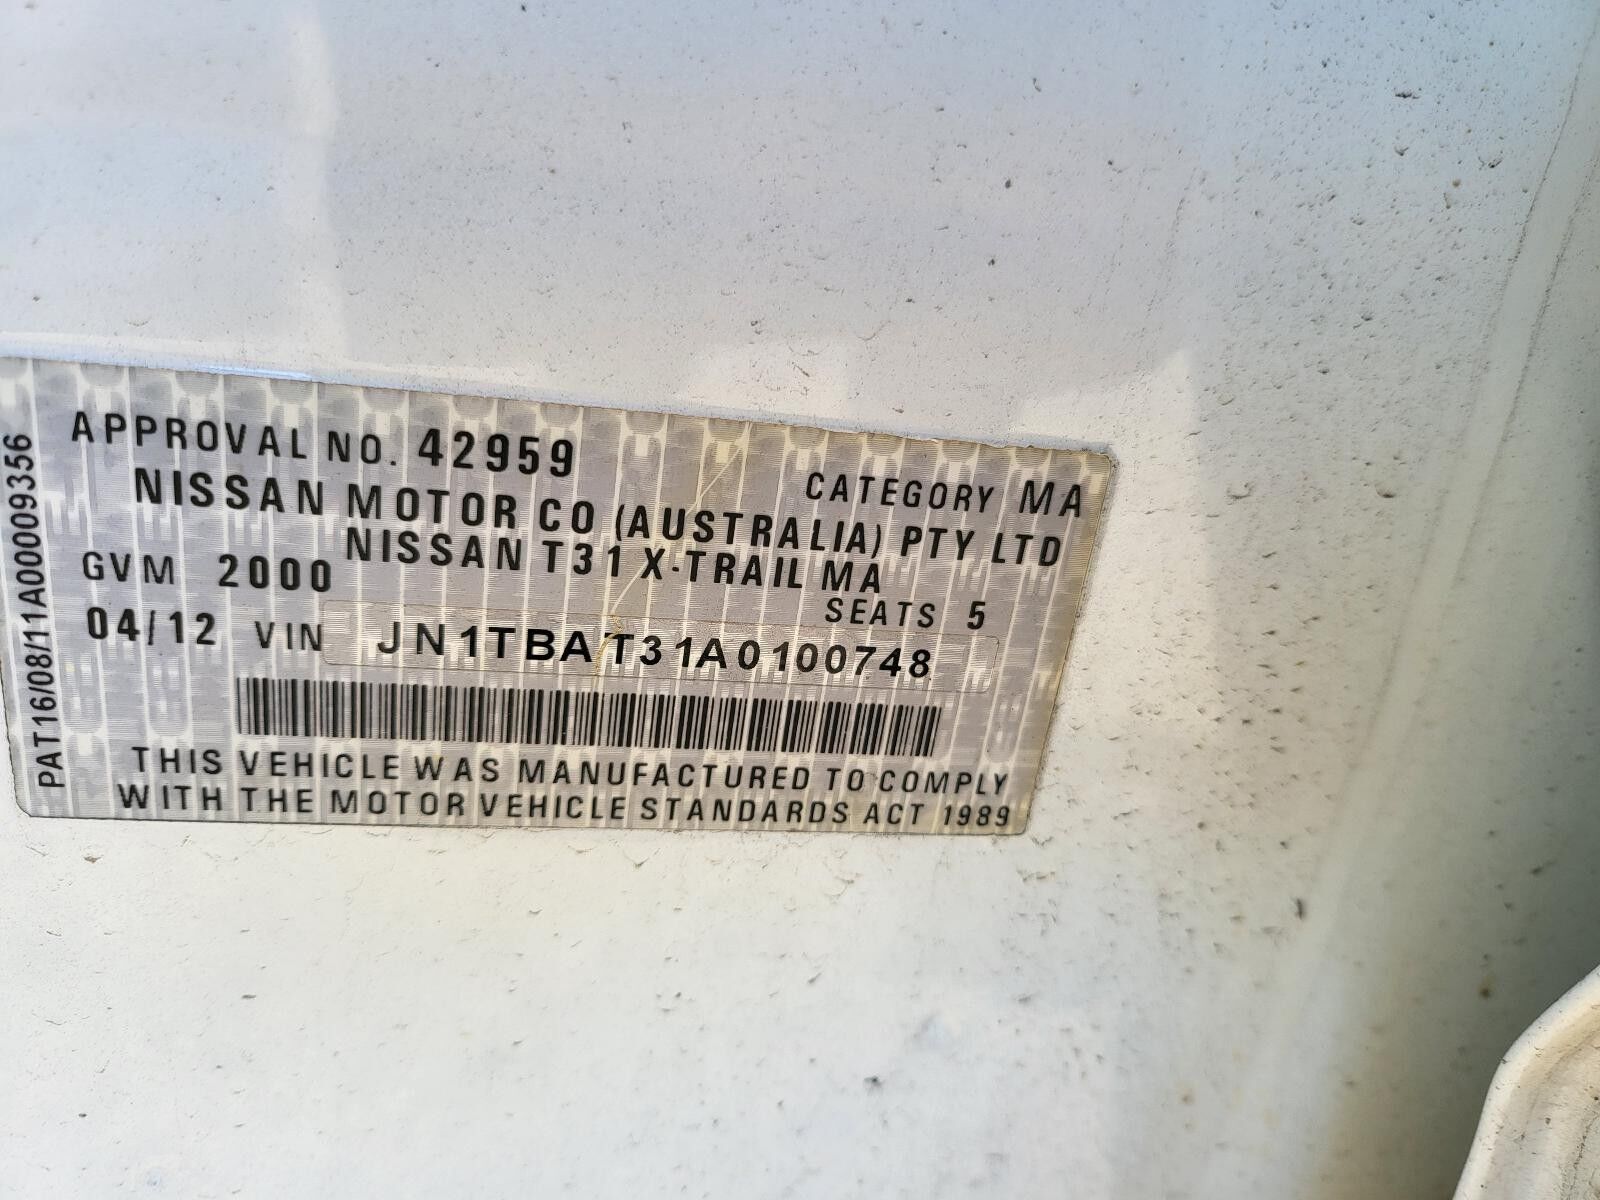 APPROVAL NO. 42959
CATEGORY MA
NISSAN MOTOR CO (AUSTRALIA) PTY LTD
NISSAN T31 X-TRAIL MA
GVM 2000
SEATS 5
04/12 VIN JN1TBAT31A0100748
THIS VEHICLE WAS MANUFACTURED TO COMPLY
WITH THE MOTOR VEHICLE STANDARDS ACT 1989
PAT16/08/11A00009356